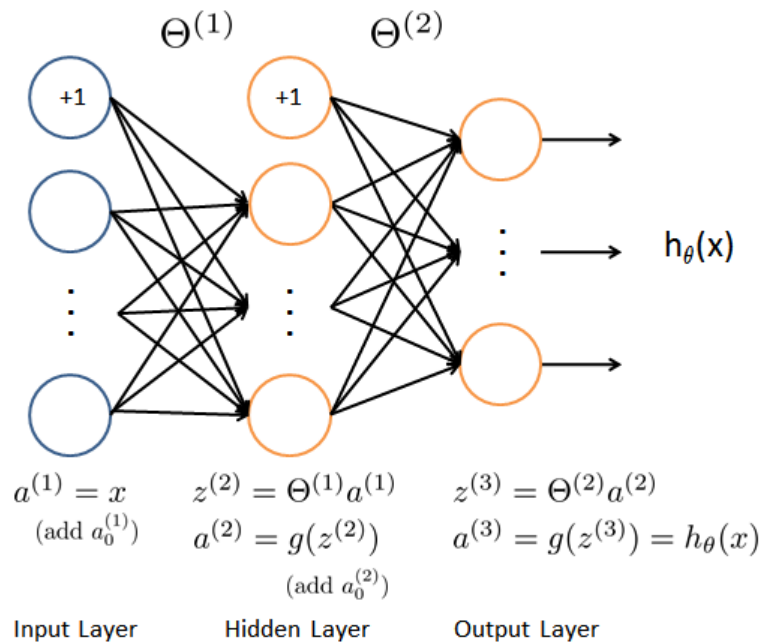 Θ^(1) Θ^(2)
+1 +1
h_θ(x)
a^(1) = x z^(2) = Θ^(1)a^(1) z^(3) = Θ^(2)a^(2)
(add a_0^(1)) a^(2) = g(z^(2)) a^(3) = g(z^(3)) = h_θ(x)
(add a_0^(2))
Input Layer Hidden Layer Output Layer